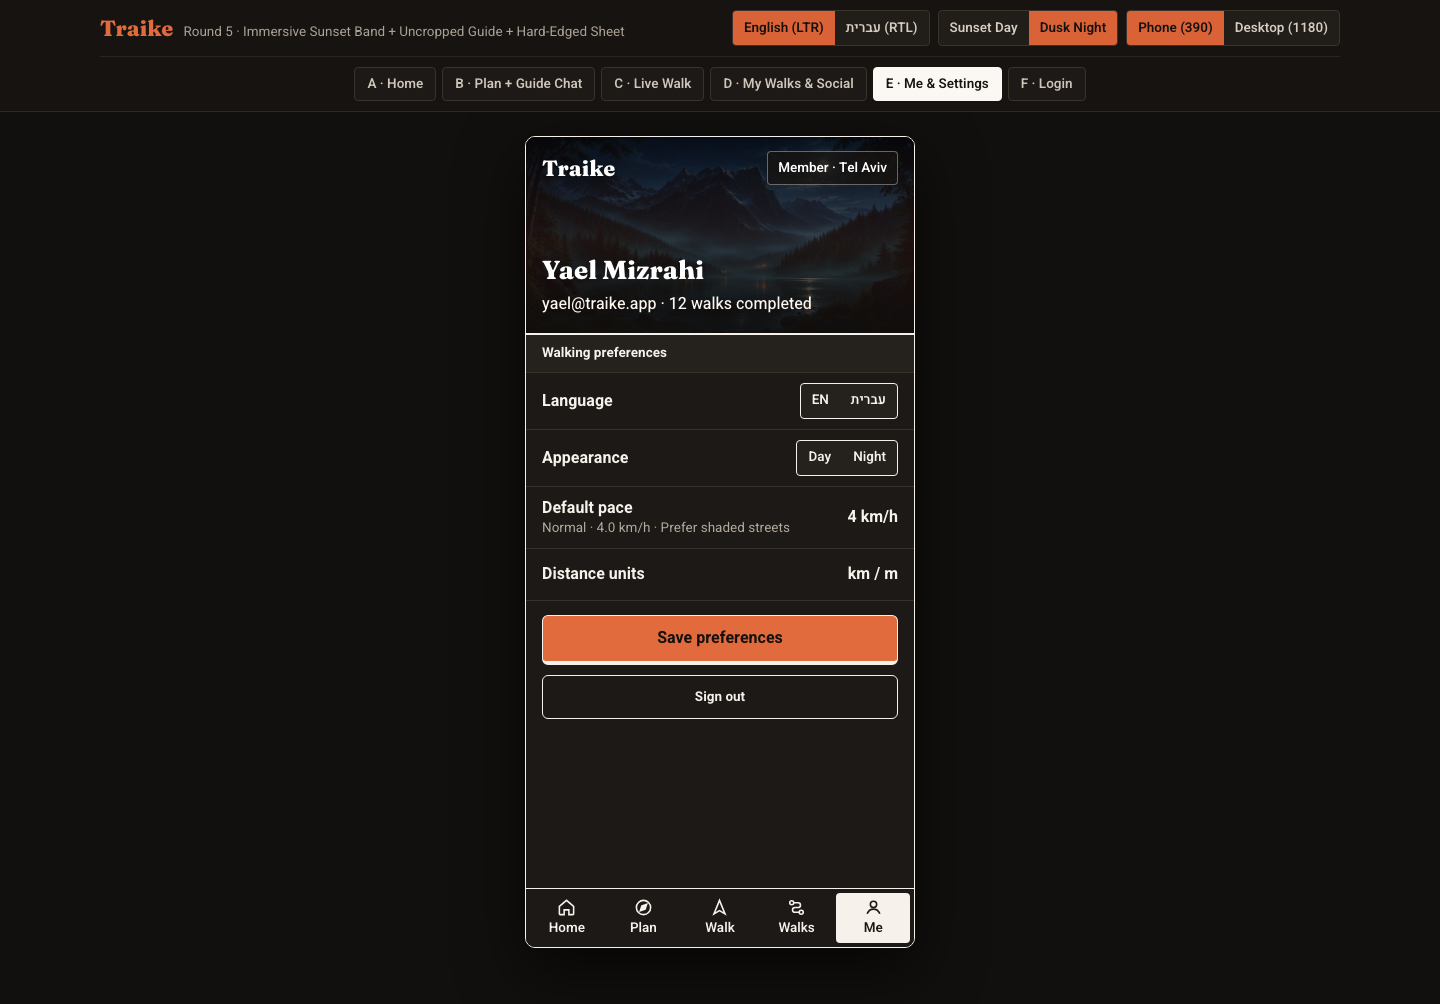 Traike Round 5 · Immersive Sunset Band + Uncropped Guide + Hard-Edged Sheet English (LTR) עברית (RTL) Sunset Day Dusk Night Phone (390) Desktop (1180)
A · Home B · Plan + Guide Chat C · Live Walk D · My Walks & Social E · Me & Settings F · Login
Traike Member · Tel Aviv
Yael Mizrahi
yael@traike.app · 12 walks completed
Walking preferences
Language EN עברית
Appearance Day Night
Default pace 4 km/h
Normal · 4.0 km/h · Prefer shaded streets
Distance units km / m
Save preferences
Sign out
Home Plan Walk Walks Me